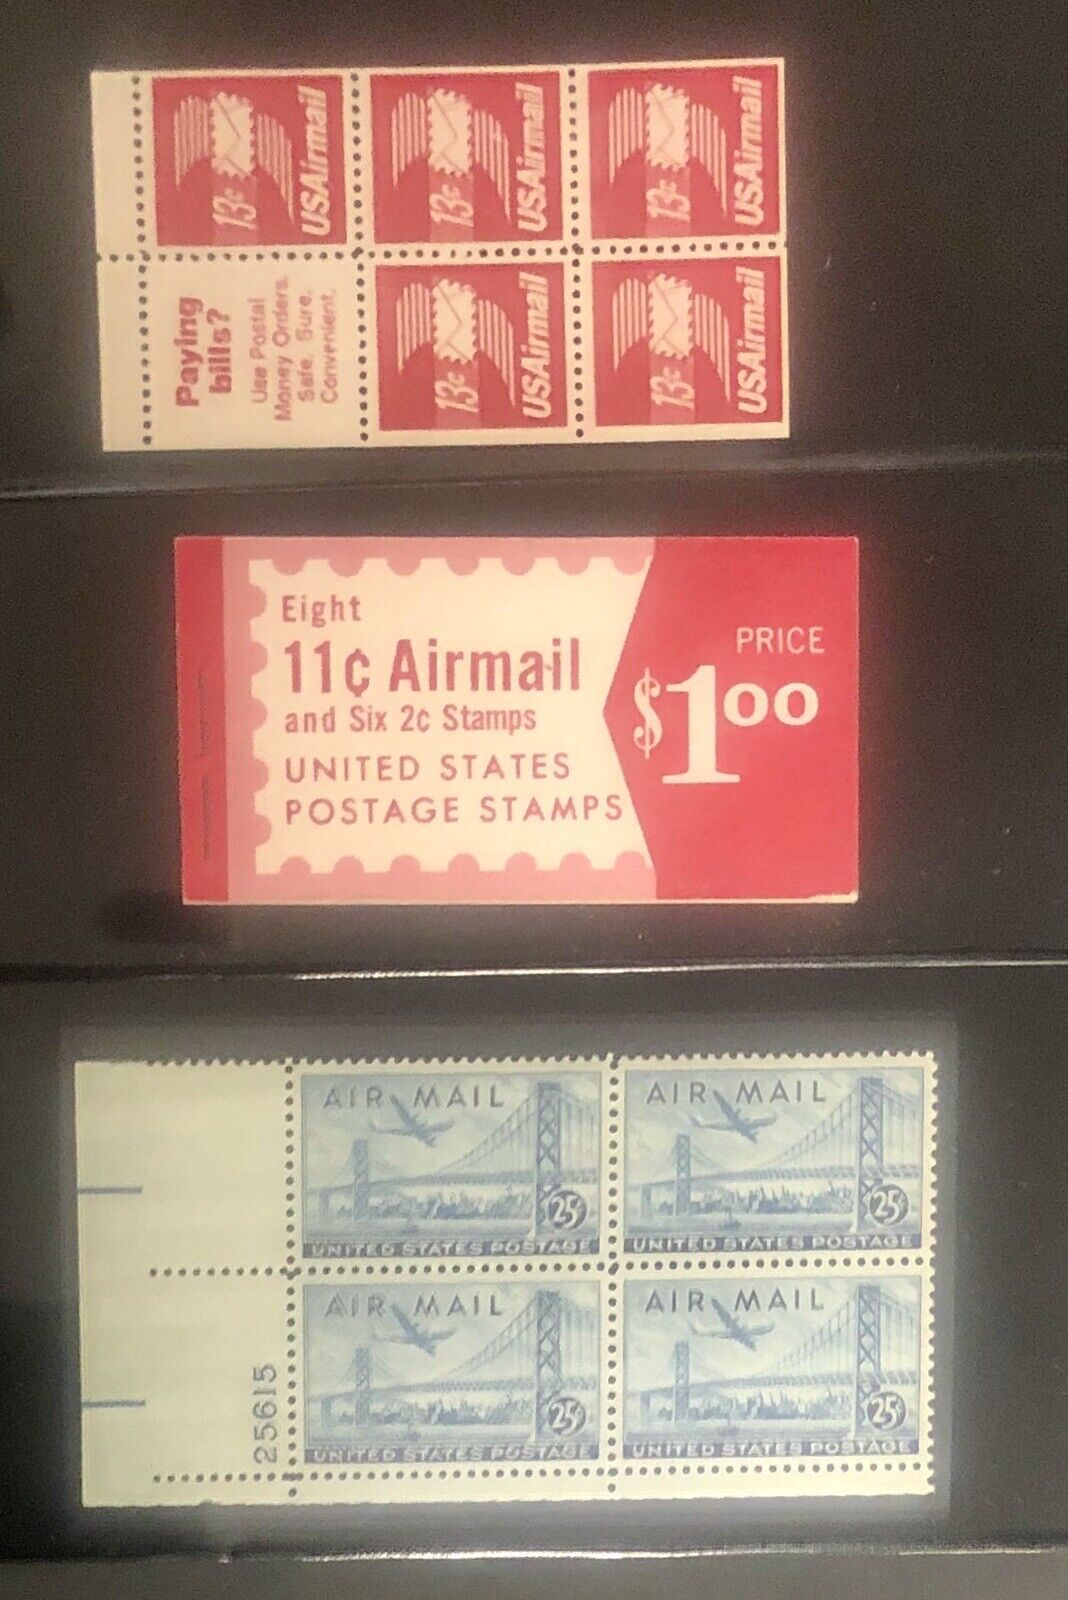 13c
USAirmail
13c
USAirmail
13c
USAirmail
Paying
bills?
Use Postal
Money Orders.
Safe. Sure.
Convenient.
13c
USAirmail
13c
USAirmail
Eight
11¢ Airmail
and Six 2c Stamps
UNITED STATES
POSTAGE STAMPS
PRICE
$1.00
AIR MAIL
25¢
UNITED STATES POSTAGE
AIR MAIL
25¢
UNITED STATES POSTAGE
25615
AIR MAIL
25¢
UNITED STATES POSTAGE
AIR MAIL
25¢
UNITED STATES POSTAGE